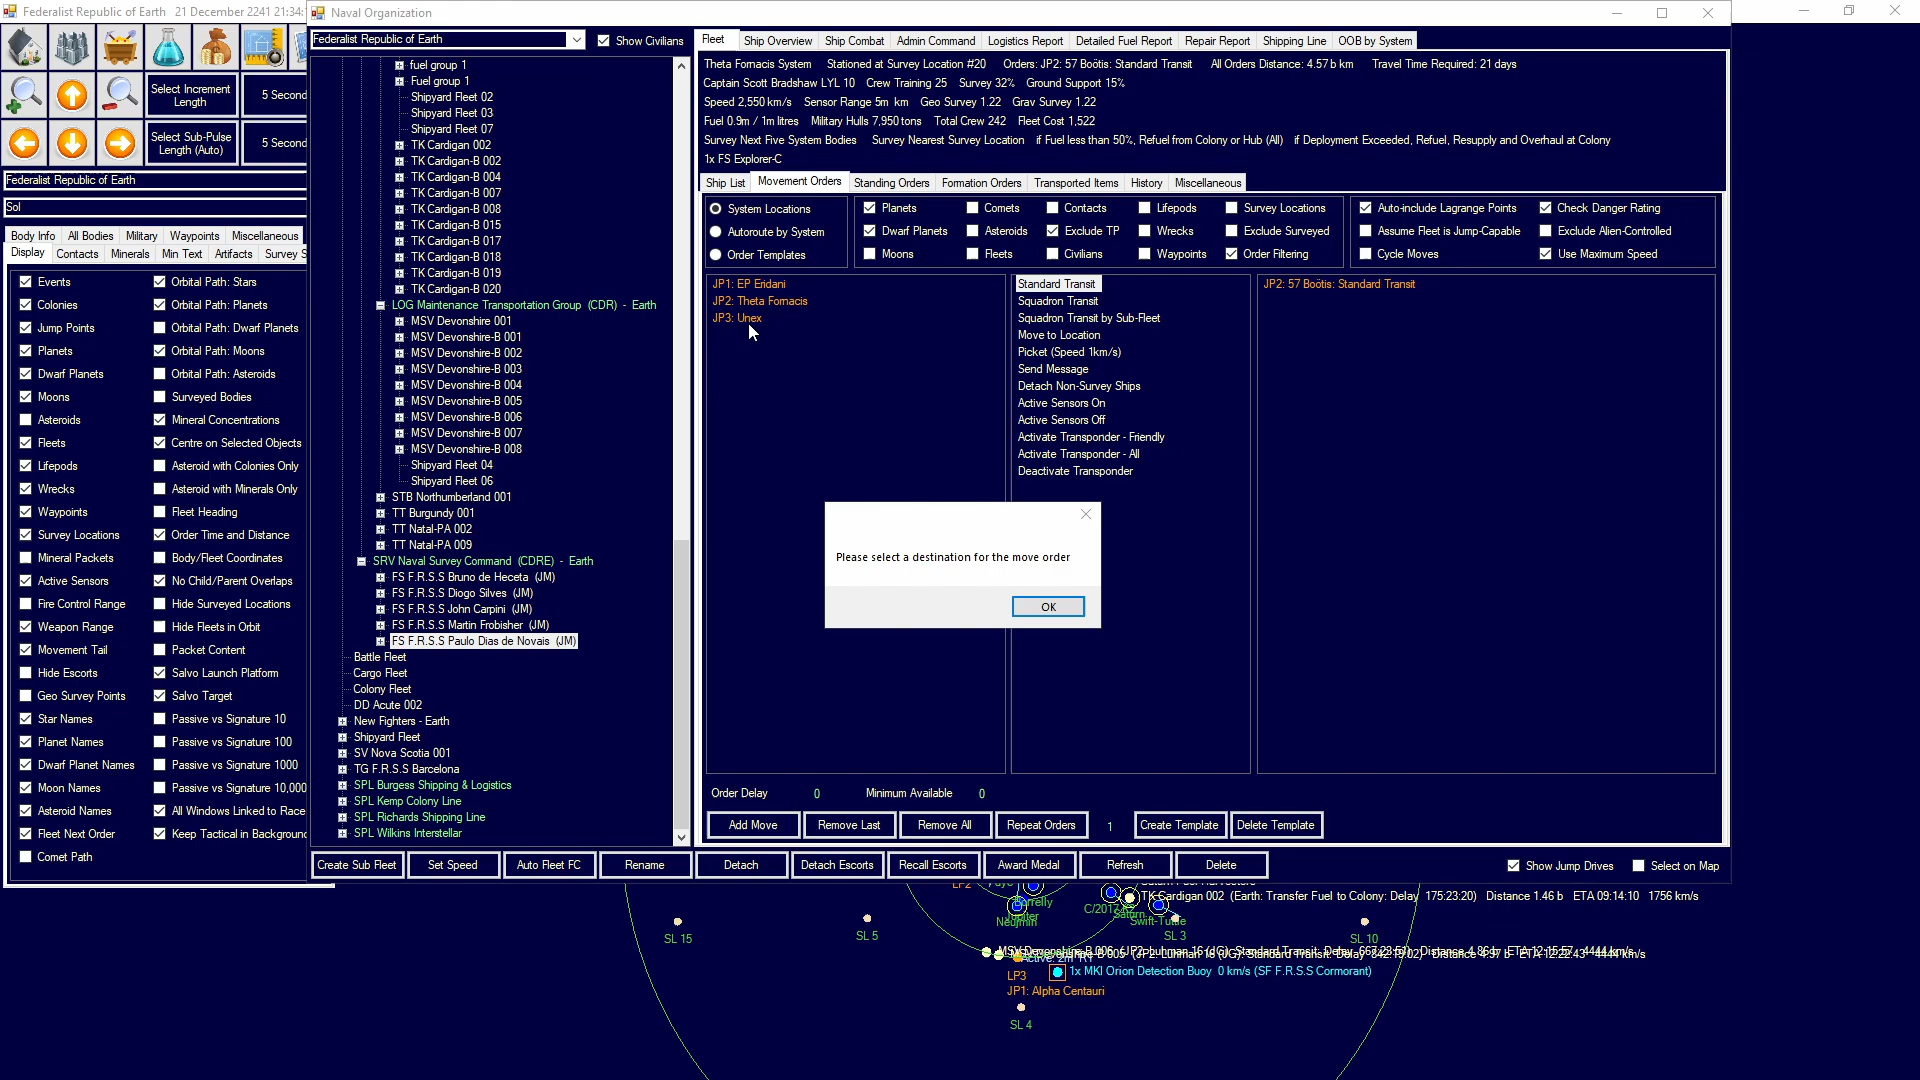 Federalist Republic of Earth   21 December 2241 21:34:
Naval Organization
Select Increment Length
5 Second
Select Sub-Pulse Length (Auto)
5 Second
Federalist Republic of Earth
Sol
Body Info
All Bodies
Military
Waypoints
Miscellaneous
Display
Contacts
Minerals
Min Text
Artifacts
Survey S
Events
Orbital Path: Stars
Colonies
Orbital Path: Planets
Jump Points
Orbital Path: Dwarf Planets
Planets
Orbital Path: Moons
Dwarf Planets
Orbital Path: Asteroids
Moons
Surveyed Bodies
Asteroids
Mineral Concentrations
Fleets
Centre on Selected Objects
Lifepods
Asteroid with Colonies Only
Wrecks
Asteroid with Minerals Only
Waypoints
Fleet Heading
Survey Locations
Order Time and Distance
Mineral Packets
Body/Fleet Coordinates
Active Sensors
No Child/Parent Overlaps
Fire Control Range
Hide Surveyed Locations
Weapon Range
Hide Fleets in Orbit
Movement Tail
Packet Content
Hide Escorts
Salvo Launch Platform
Geo Survey Points
Salvo Target
Star Names
Passive vs Signature 10
Planet Names
Passive vs Signature 100
Dwarf Planet Names
Passive vs Signature 1000
Moon Names
Passive vs Signature 10,000
Asteroid Names
All Windows Linked to Race
Fleet Next Order
Keep Tactical in Background
Comet Path
Federalist Republic of Earth
Show Civilians
fuel group 1
Fuel group 1
Shipyard Fleet 02
Shipyard Fleet 03
Shipyard Fleet 07
TK Cardigan 002
TK Cardigan-B 002
TK Cardigan-B 004
TK Cardigan-B 007
TK Cardigan-B 008
TK Cardigan-B 015
TK Cardigan-B 017
TK Cardigan-B 018
TK Cardigan-B 019
TK Cardigan-B 020
LOG Maintenance Transportation Group  (CDR)  -  Earth
MSV Devonshire 001
MSV Devonshire-B 001
MSV Devonshire-B 002
MSV Devonshire-B 003
MSV Devonshire-B 004
MSV Devonshire-B 005
MSV Devonshire-B 006
MSV Devonshire-B 007
MSV Devonshire-B 008
Shipyard Fleet 04
Shipyard Fleet 06
STB Northumberland 001
TT Burgundy 001
TT Natal-PA 002
TT Natal-PA 009
SRV Naval Survey Command  (CDRE)  -  Earth
FS F.R.S.S Bruno de Heceta  (JM)
FS F.R.S.S Diogo Silves  (JM)
FS F.R.S.S John Carpini  (JM)
FS F.R.S.S Martin Frobisher  (JM)
FS F.R.S.S Paulo Dias de Novais  (JM)
Battle Fleet
Cargo Fleet
Colony Fleet
DD Acute 002
New Fighters - Earth
Shipyard Fleet
SV Nova Scotia 001
TG F.R.S.S Barcelona
SPL Burgess Shipping & Logistics
SPL Kemp Colony Line
SPL Richards Shipping Line
SPL Wilkins Interstellar
Fleet
Ship Overview
Ship Combat
Admin Command
Logistics Report
Detailed Fuel Report
Repair Report
Shipping Line
OOB by System
Theta Fornacis System   Stationed at Survey Location #20   Orders: JP2: 57 Boötis: Standard Transit   All Orders Distance: 4.57 b km   Travel Time Required: 21 days
Captain Scott Bradshaw LYL 10   Crew Training 25   Survey 32%   Ground Support 15%
Speed 2,550 km/s   Sensor Range 5m  km   Geo Survey 1.22   Grav Survey 1.22
Fuel 0.9m / 1m litres   Military Hulls 7,950 tons   Total Crew 242   Fleet Cost 1,522
Survey Next Five System Bodies   Survey Nearest Survey Location   if Fuel less than 50%, Refuel from Colony or Hub (All)   if Deployment Exceeded, Refuel, Resupply and Overhaul at Colony
1x FS Explorer-C
Ship List
Movement Orders
Standing Orders
Formation Orders
Transported Items
History
Miscellaneous
System Locations
Autoroute by System
Order Templates
Planets
Comets
Contacts
Lifepods
Survey Locations
Dwarf Planets
Asteroids
Exclude TP
Wrecks
Exclude Surveyed
Moons
Fleets
Civilians
Waypoints
Order Filtering
Auto-include Lagrange Points
Check Danger Rating
Assume Fleet is Jump-Capable
Exclude Alien-Controlled
Cycle Moves
Use Maximum Speed
JP1: EP Eridani
JP2: Theta Fornacis
JP3: Unex
Standard Transit
Squadron Transit
Squadron Transit by Sub-Fleet
Move to Location
Picket (Speed 1km/s)
Send Message
Detach Non-Survey Ships
Active Sensors On
Active Sensors Off
Activate Transponder - Friendly
Activate Transponder - All
Deactivate Transponder
JP2: 57 Boötis: Standard Transit
Please select a destination for the move order
OK
Order Delay   0   Minimum Available   0
Add Move
Remove Last
Remove All
Repeat Orders
1
Create Template
Delete Template
Create Sub Fleet
Set Speed
Auto Fleet FC
Rename
Detach
Detach Escorts
Recall Escorts
Award Medal
Refresh
Delete
Show Jump Drives
Select on Map
TK Cardigan 002  (Earth: Transfer Fuel to Colony: Delay  175:23:20)   Distance 1.46 b   ETA 09:14:10   1756 km/s
Neujmin
Swift-Tuttle
SL 15
SL 5
SL 3
SL 10
LP3
1x MKI Orion Detection Buoy  0 km/s (SF F.R.S.S Cormorant)
JP1: Alpha Centauri
SL 4